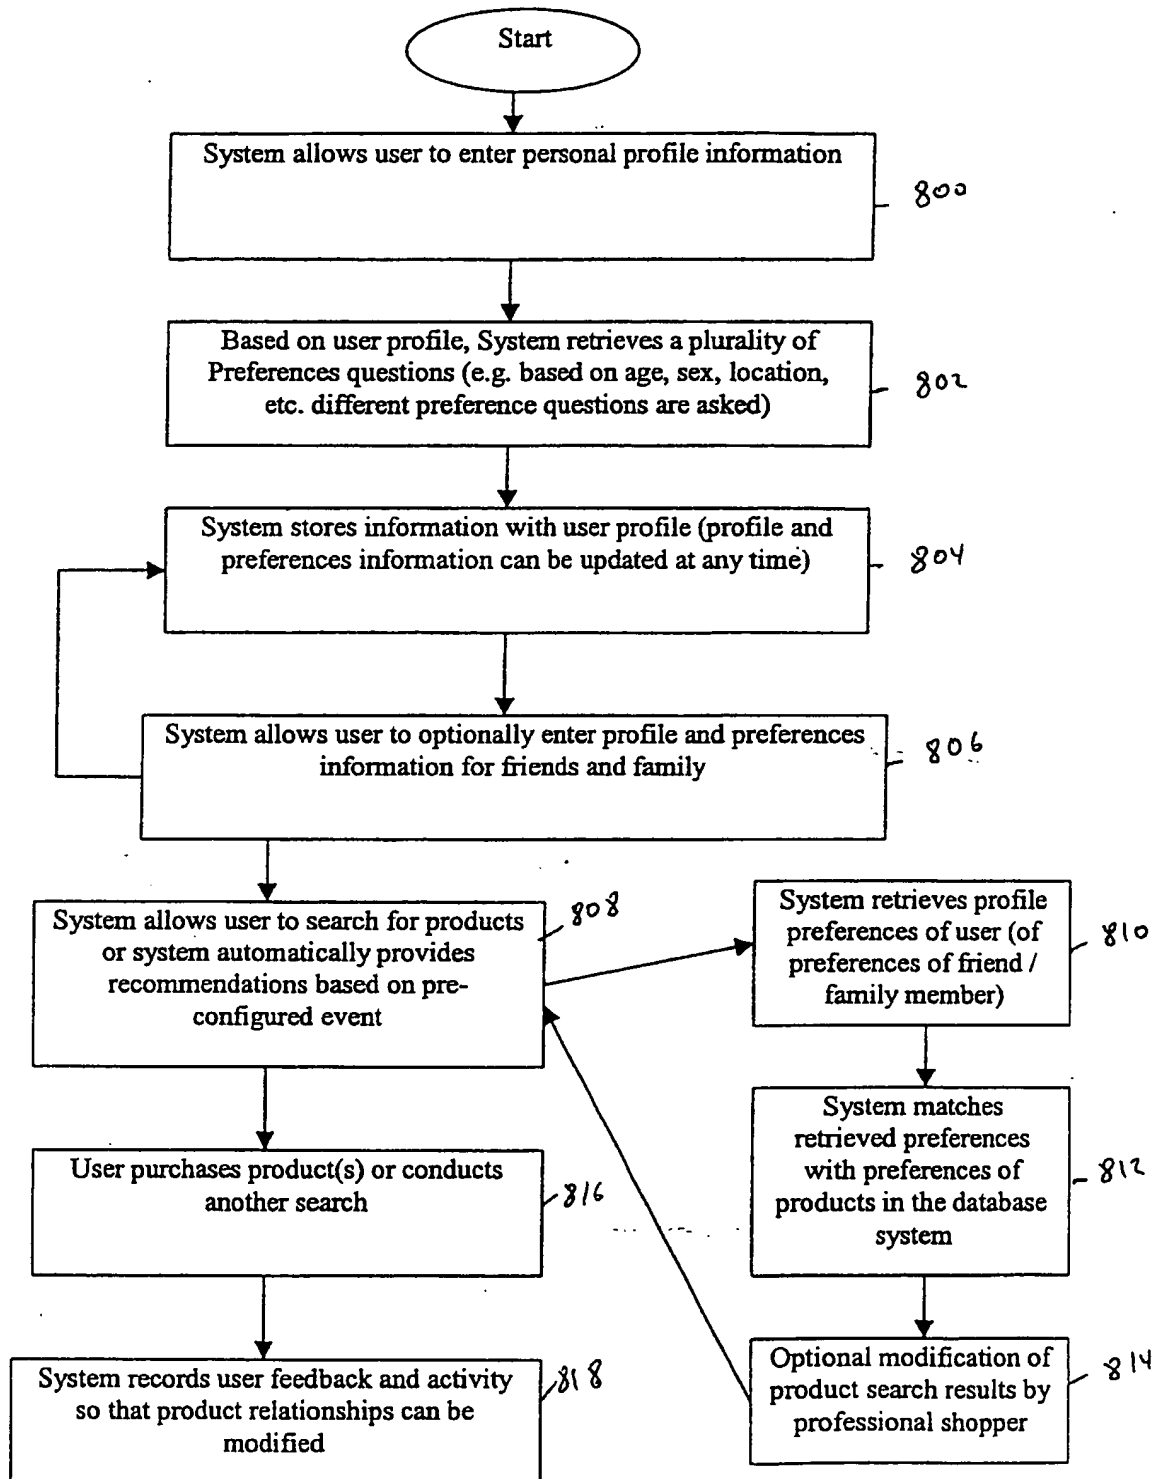 Start
System allows user to enter personal profile information
800
Based on user profile, System retrieves a plurality of
Preferences questions (e.g. based on age, sex, location,
etc. different preference questions are asked)
802
System stores information with user profile (profile and
preferences information can be updated at any time)
804
System allows user to optionally enter profile and preferences
information for friends and family
806
System allows user to search for products
or system automatically provides
recommendations based on pre-
configured event
808
System retrieves profile
preferences of user (of
preferences of friend /
family member)
810
System matches
retrieved preferences
with preferences of
products in the database
system
812
Optional modification of
product search results by
professional shopper
814
User purchases product(s) or conducts
another search
816
System records user feedback and activity
so that product relationships can be
modified
818